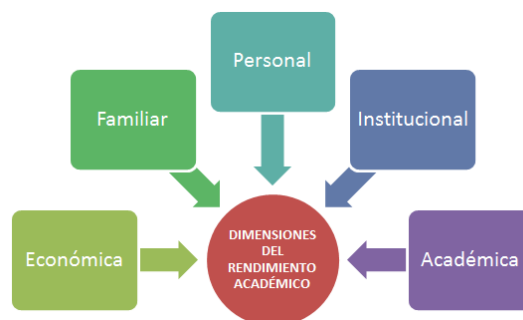 Personal
Familiar
Institucional
Económica
DIMENSIONES
DEL
RENDIMIENTO
ACADÉMICO
Académica